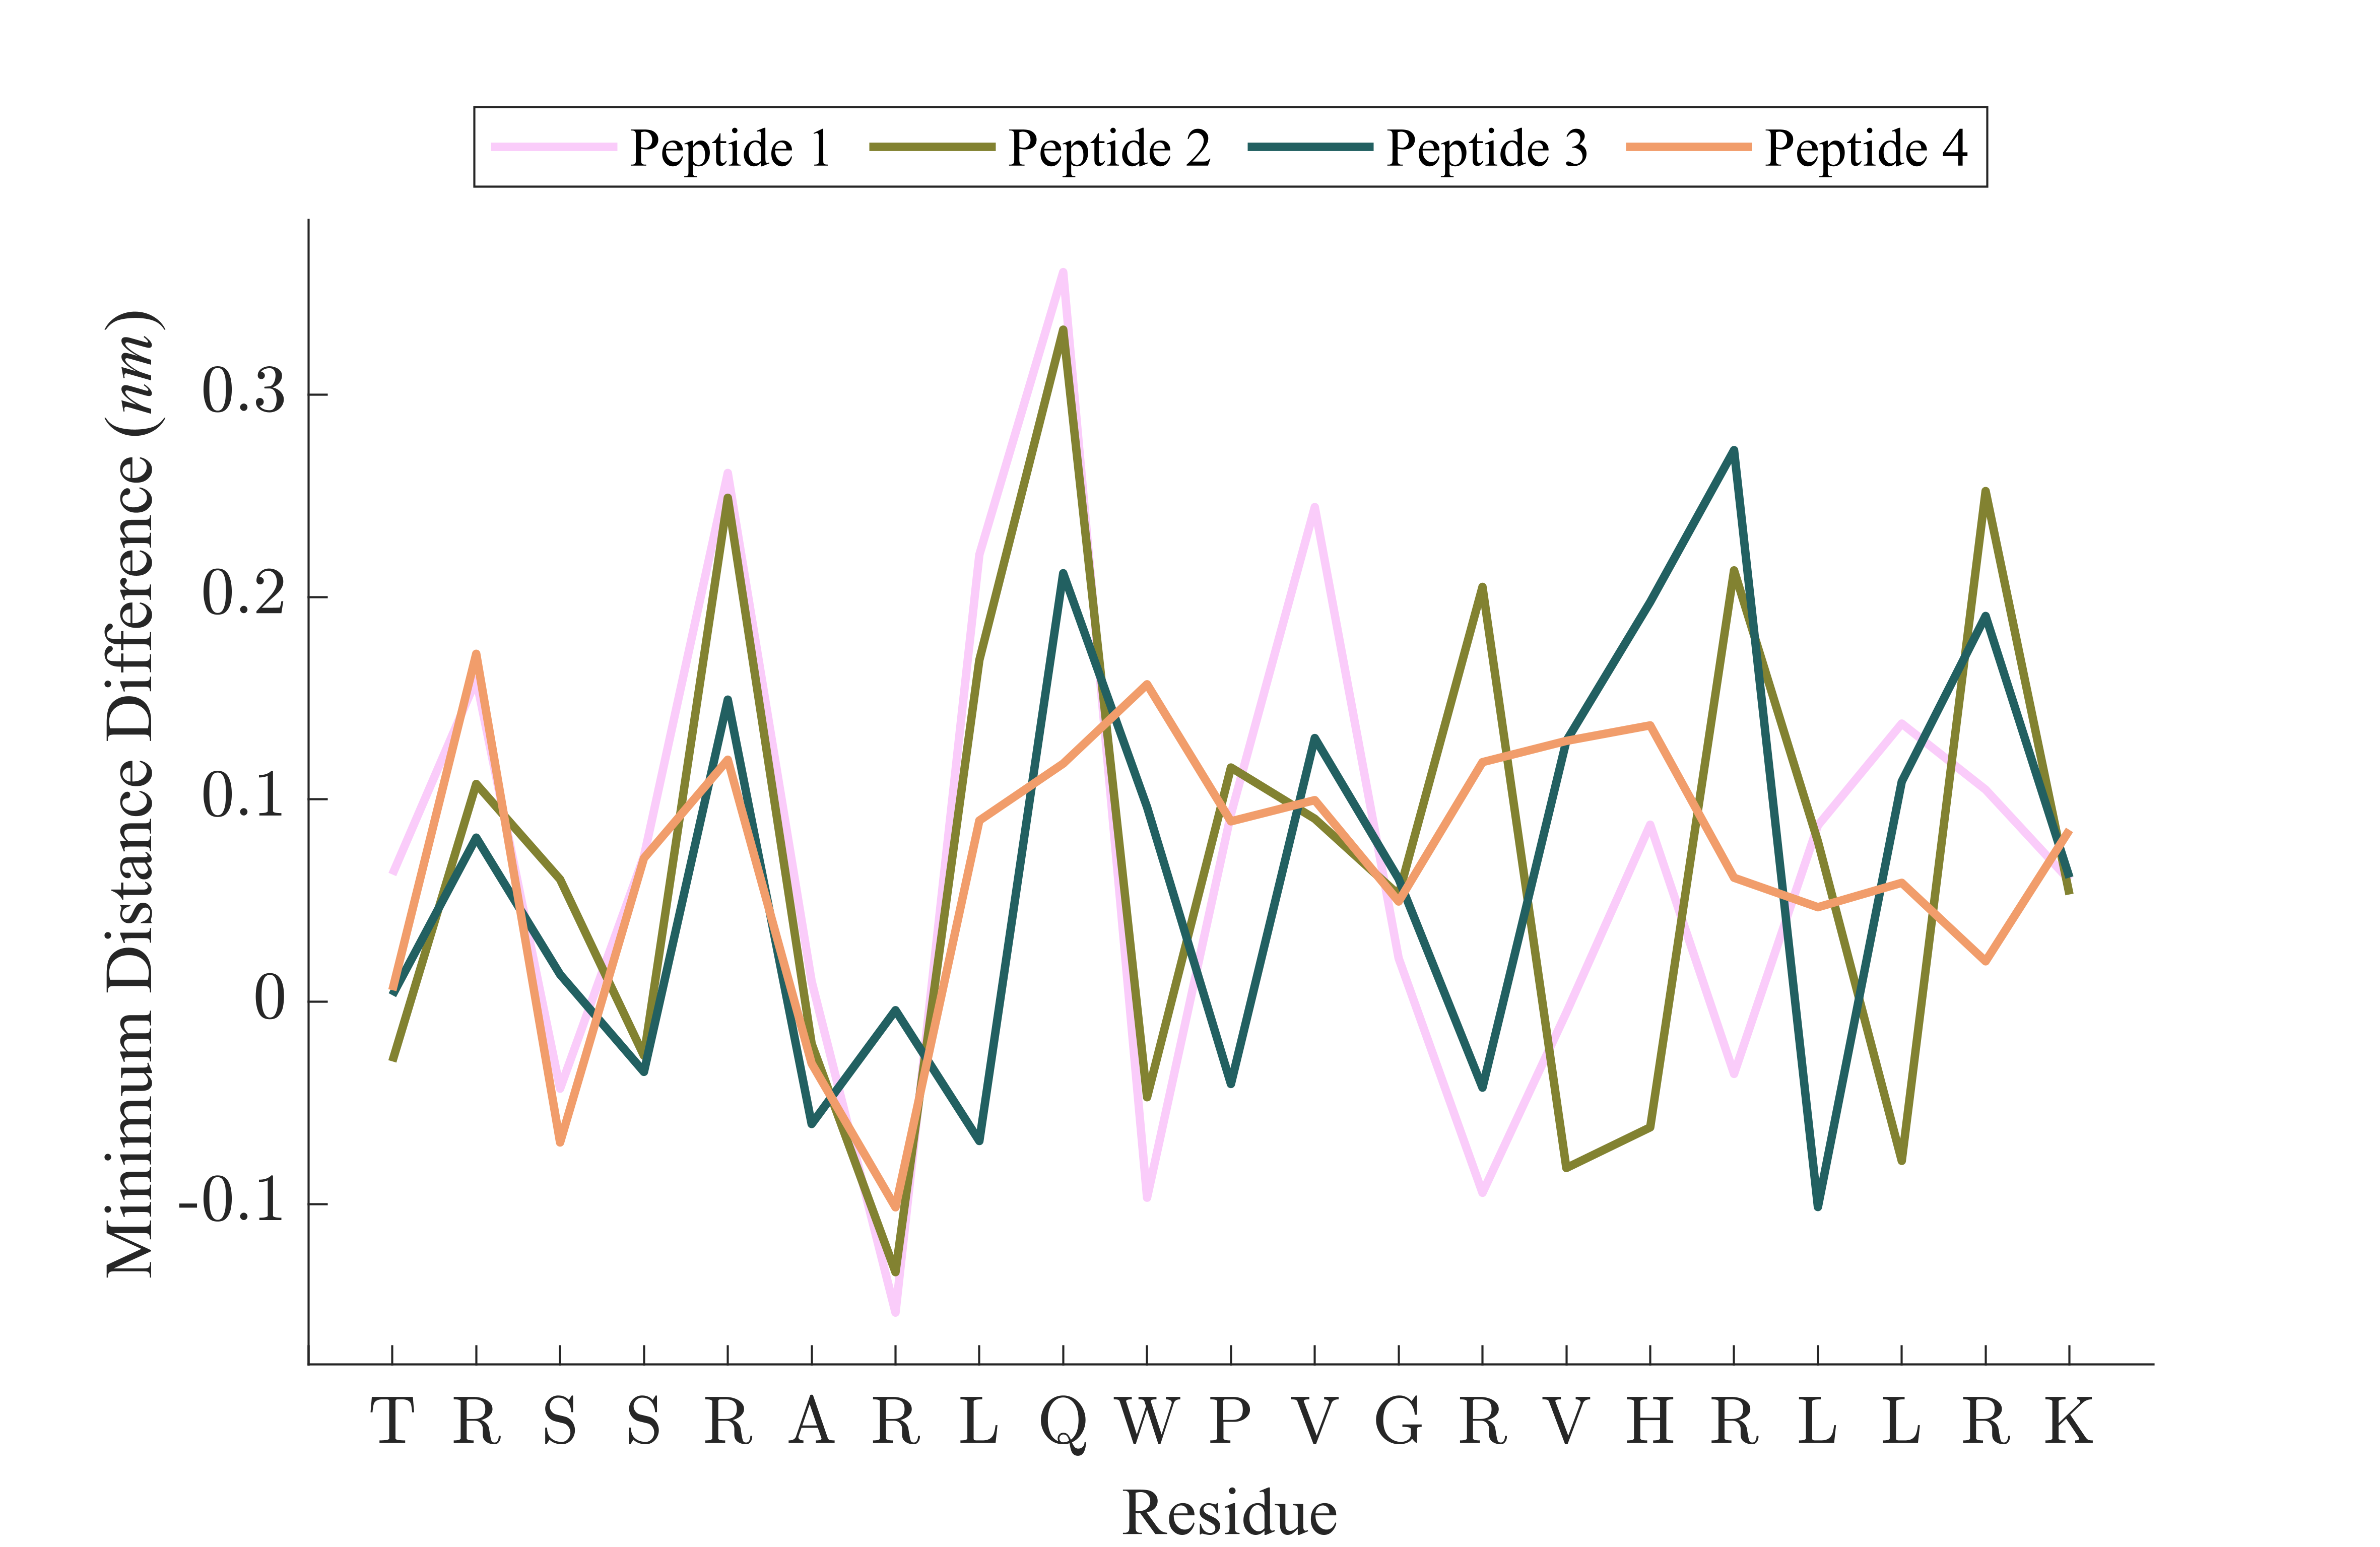 Peptide 1 Peptide 2 Peptide 3 Peptide 4
Minimum Distance Difference (nm)
0.3
0.2
0.1
0
-0.1
T R S S R A R L Q W P V G R V H R L L R K
Residue